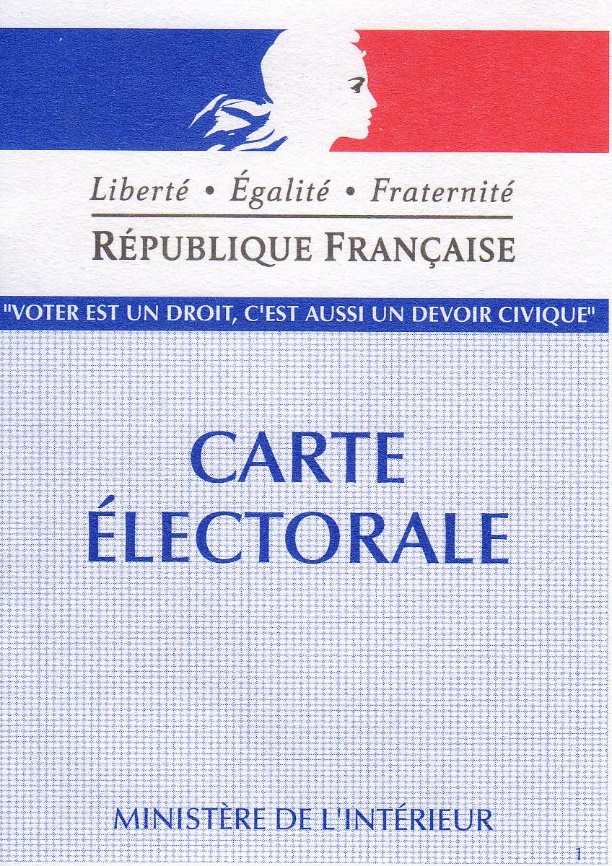 Liberté • Égalité • Fraternité
RÉPUBLIQUE FRANÇAISE
"VOTER EST UN DROIT, C'EST AUSSI UN DEVOIR CIVIQUE"
CARTE
ÉLECTORALE
MINISTÈRE DE L'INTÉRIEUR
1